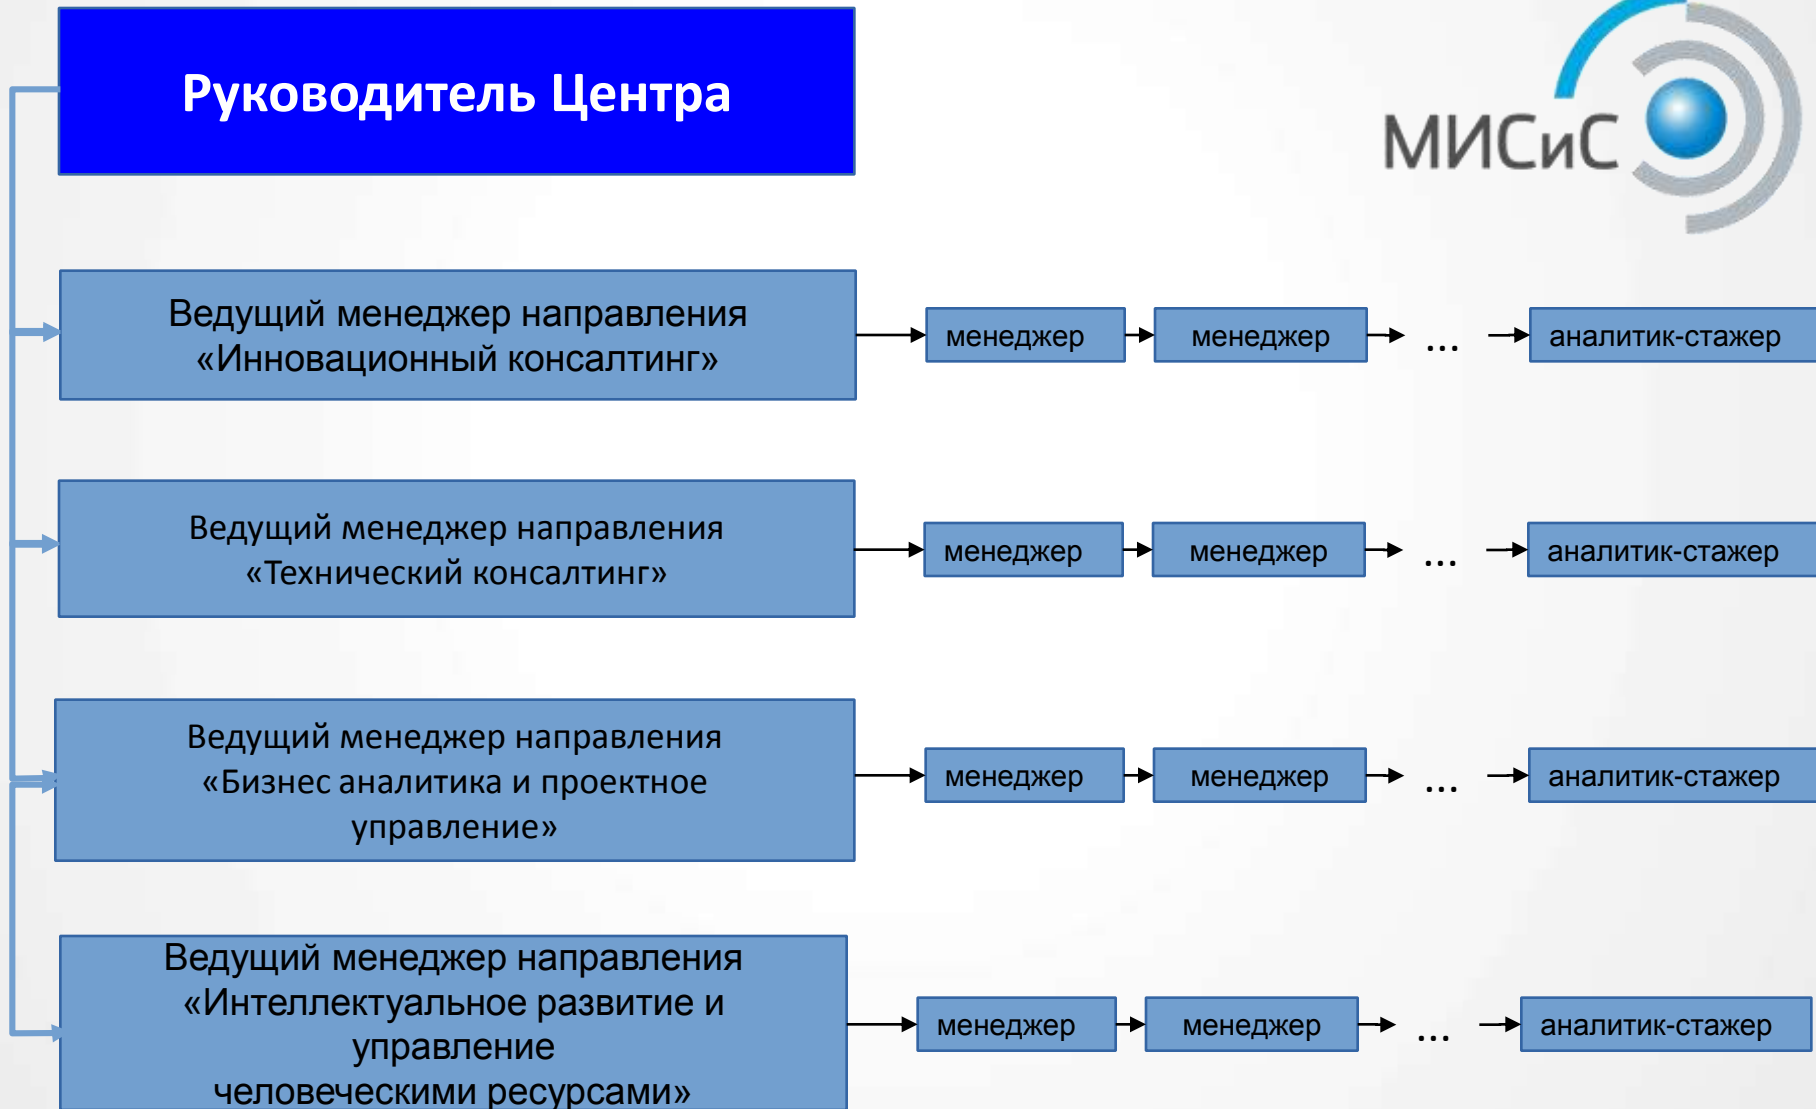 Руководитель Центра
МИСиС
Ведущий менеджер направления
«Инновационный консалтинг»
менеджер
менеджер
...
аналитик-стажер
Ведущий менеджер направления
«Технический консалтинг»
менеджер
менеджер
...
аналитик-стажер
Ведущий менеджер направления
«Бизнес аналитика и проектное
управление»
менеджер
менеджер
...
аналитик-стажер
Ведущий менеджер направления
«Интеллектуальное развитие и
управление
человеческими ресурсами»
менеджер
менеджер
...
аналитик-стажер